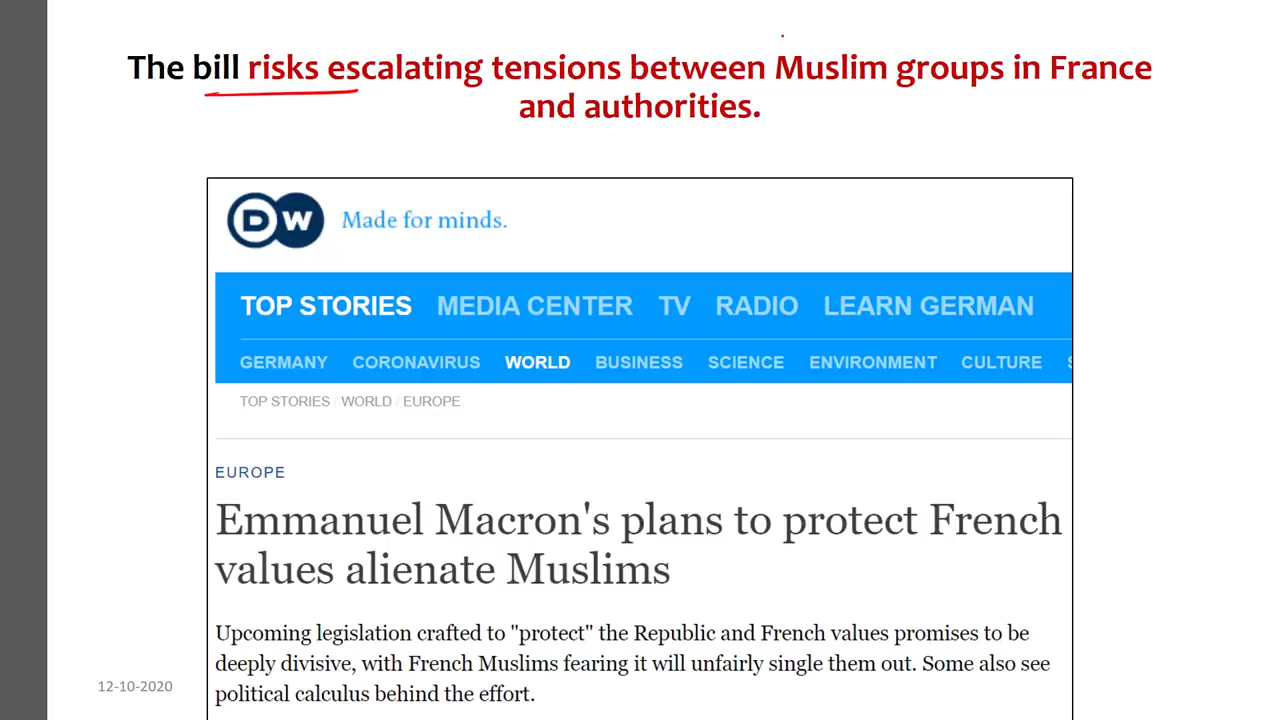 The bill risks escalating tensions between Muslim groups in France
and authorities.
DW Made for minds.
TOP STORIES MEDIA CENTER TV RADIO LEARN GERMAN
GERMANY CORONAVIRUS WORLD BUSINESS SCIENCE ENVIRONMENT CULTURE
TOP STORIES / WORLD / EUROPE
EUROPE
Emmanuel Macron's plans to protect French
values alienate Muslims
Upcoming legislation crafted to "protect" the Republic and French values promises to be
deeply divisive, with French Muslims fearing it will unfairly single them out. Some also see
political calculus behind the effort.
12-10-2020